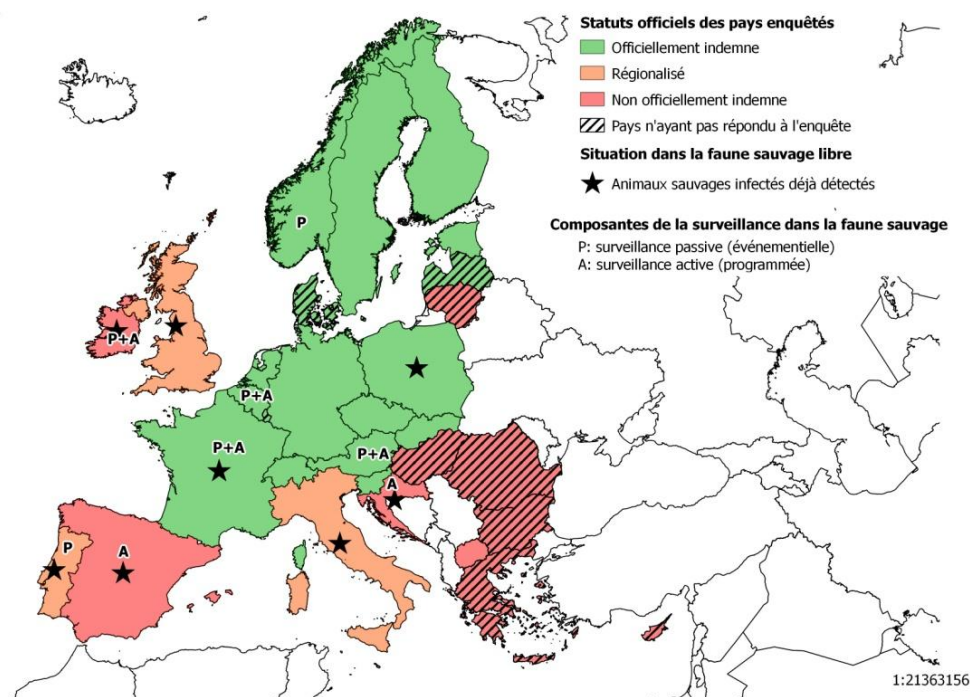 Statuts officiels des pays enquêtés
Officiellement indemne
Régionalisé
Non officiellement indemne
Pays n'ayant pas répondu à l'enquête
Situation dans la faune sauvage libre
Animaux sauvages infectés déjà détectés
Composantes de la surveillance dans la faune sauvage
P: surveillance passive (événementielle)
A: surveillance active (programmée)
P
P+A
P+A
P+A
P+A
A
P
A
1:21363156